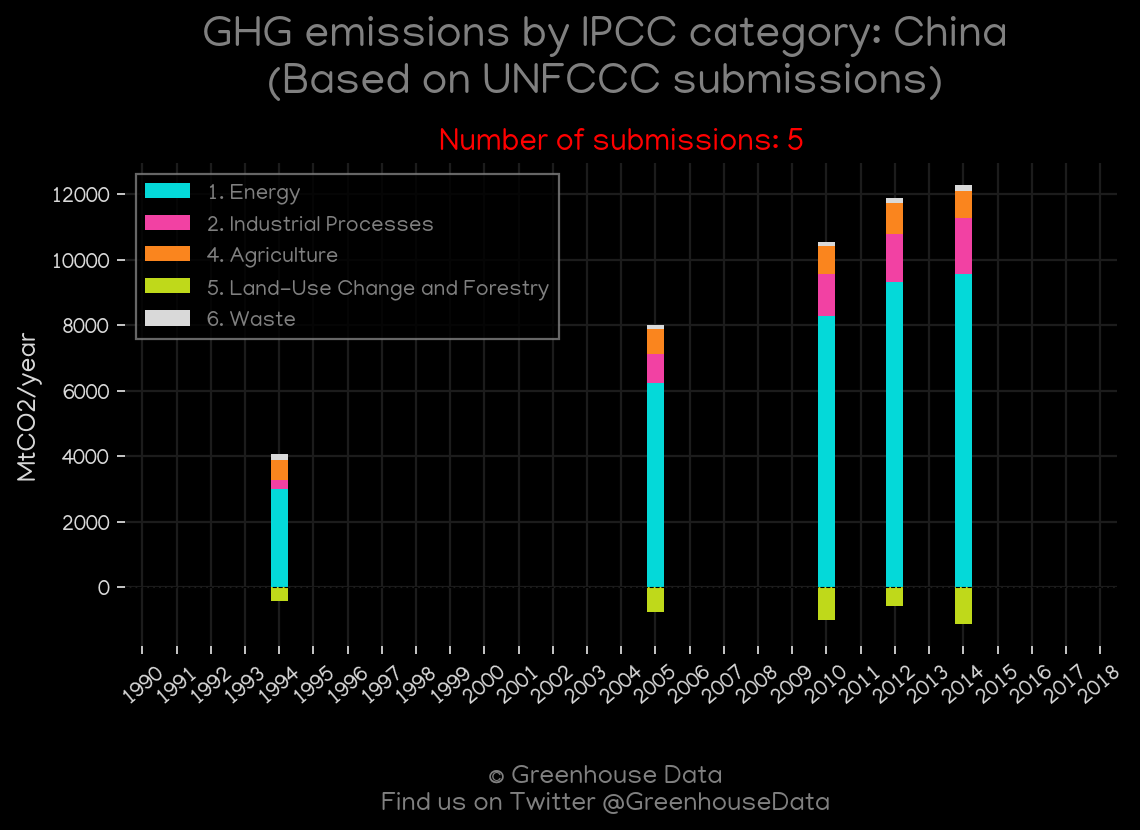 GHG emissions by IPCC category: China
(Based on UNFCCC submissions)
Number of submissions: 5
1. Energy
2. Industrial Processes
4. Agriculture
5. Land-Use Change and Forestry
6. Waste
MtCO2/year
12000
10000
8000
6000
4000
2000
0
1990 1991 1992 1993 1994 1995 1996 1997 1998 1999 2000 2001 2002 2003 2004 2005 2006 2007 2008 2009 2010 2011 2012 2013 2014 2015 2016 2017 2018
© Greenhouse Data
Find us on Twitter @GreenhouseData